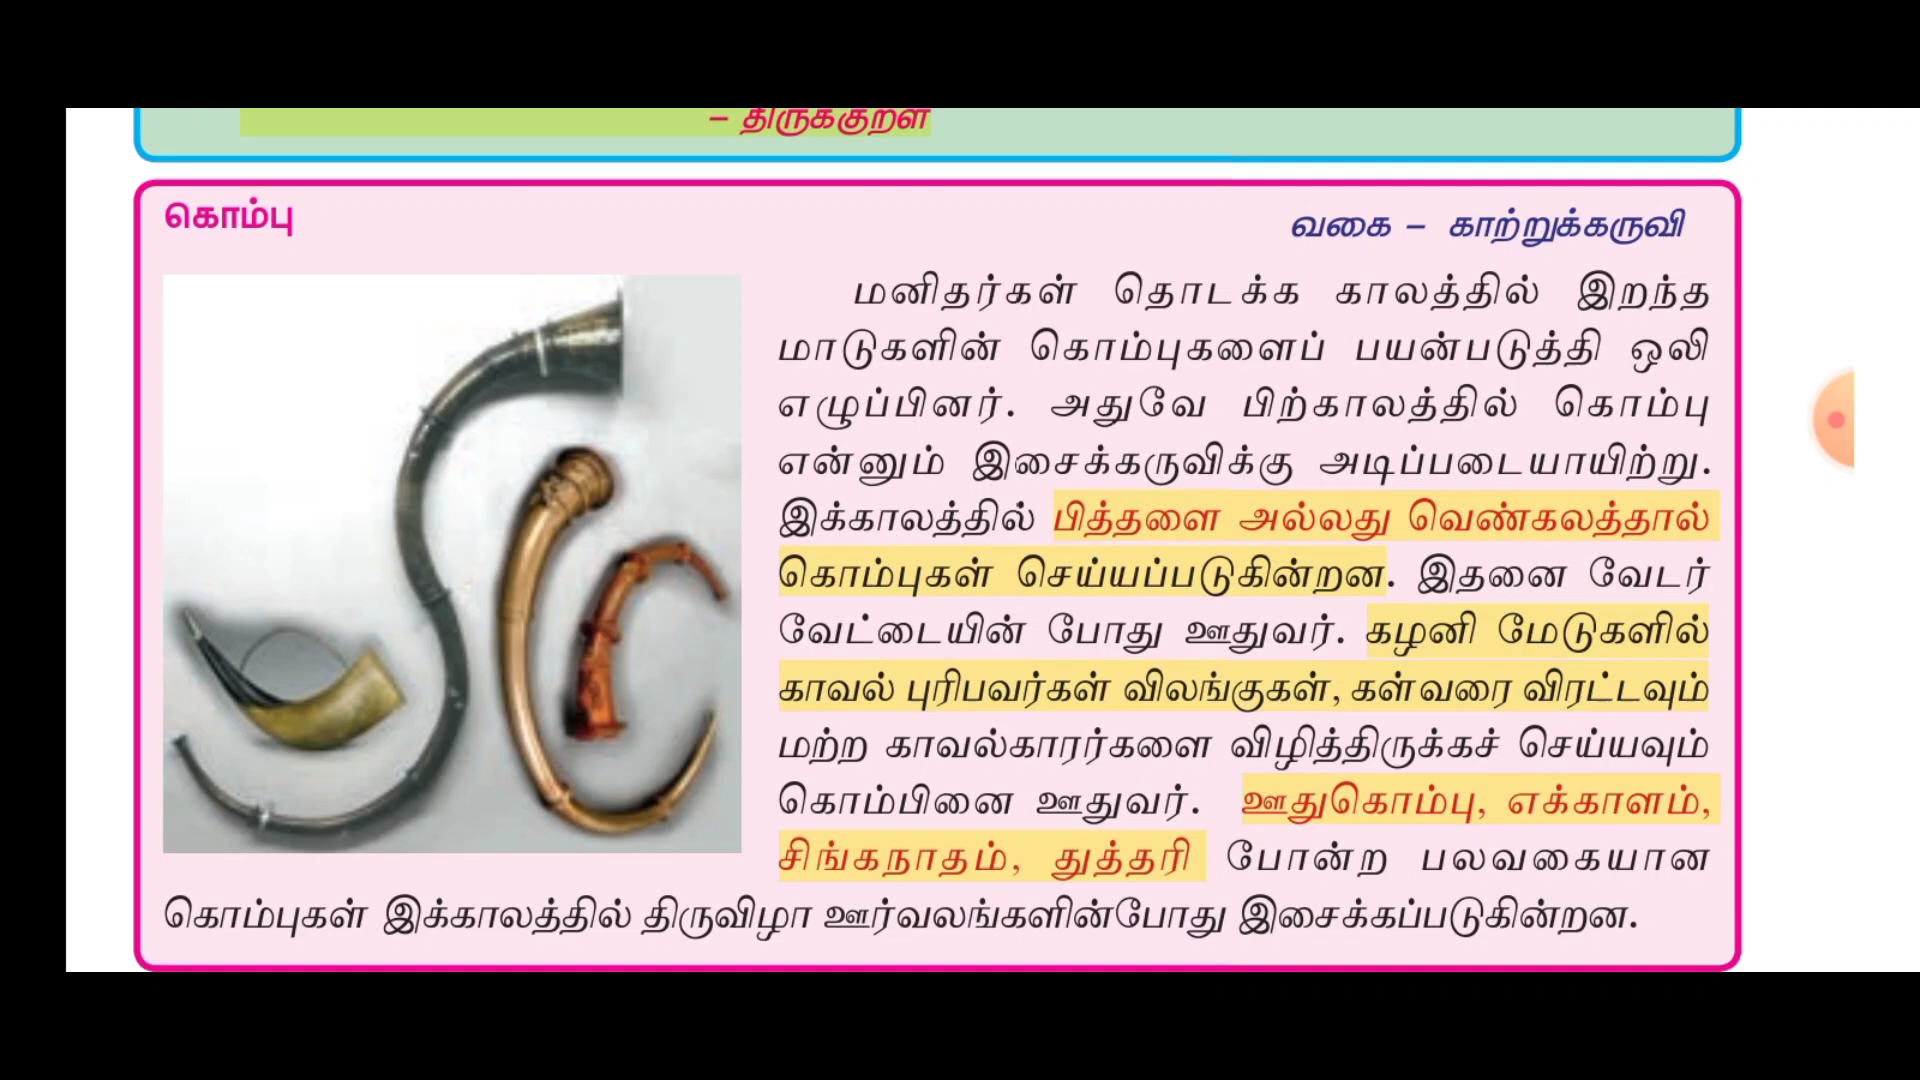 – திருக்குறள்
கொம்பு
வகை – காற்றுக்கருவி
மனிதர்கள் தொடக்க காலத்தில் இறந்த
மாடுகளின் கொம்புகளைப் பயன்படுத்தி ஒலி
எழுப்பினர். அதுவே பிற்காலத்தில் கொம்பு
என்னும் இசைக்கருவிக்கு அடிப்படையாயிற்று.
இக்காலத்தில் பித்தளை அல்லது வெண்கலத்தால்
கொம்புகள் செய்யப்படுகின்றன. இதனை வேடர்
வேட்டையின் போது ஊதுவர். கழனி மேடுகளில்
காவல் புரிபவர்கள் விலங்குகள், கள்வரை விரட்டவும்
மற்ற காவல்காரர்களை விழித்திருக்கச் செய்யவும்
கொம்பினை ஊதுவர். ஊதுகொம்பு, எக்காளம்,
சிங்கநாதம், துத்தரி போன்ற பலவகையான
கொம்புகள் இக்காலத்தில் திருவிழா ஊர்வலங்களின்போது இசைக்கப்படுகின்றன.